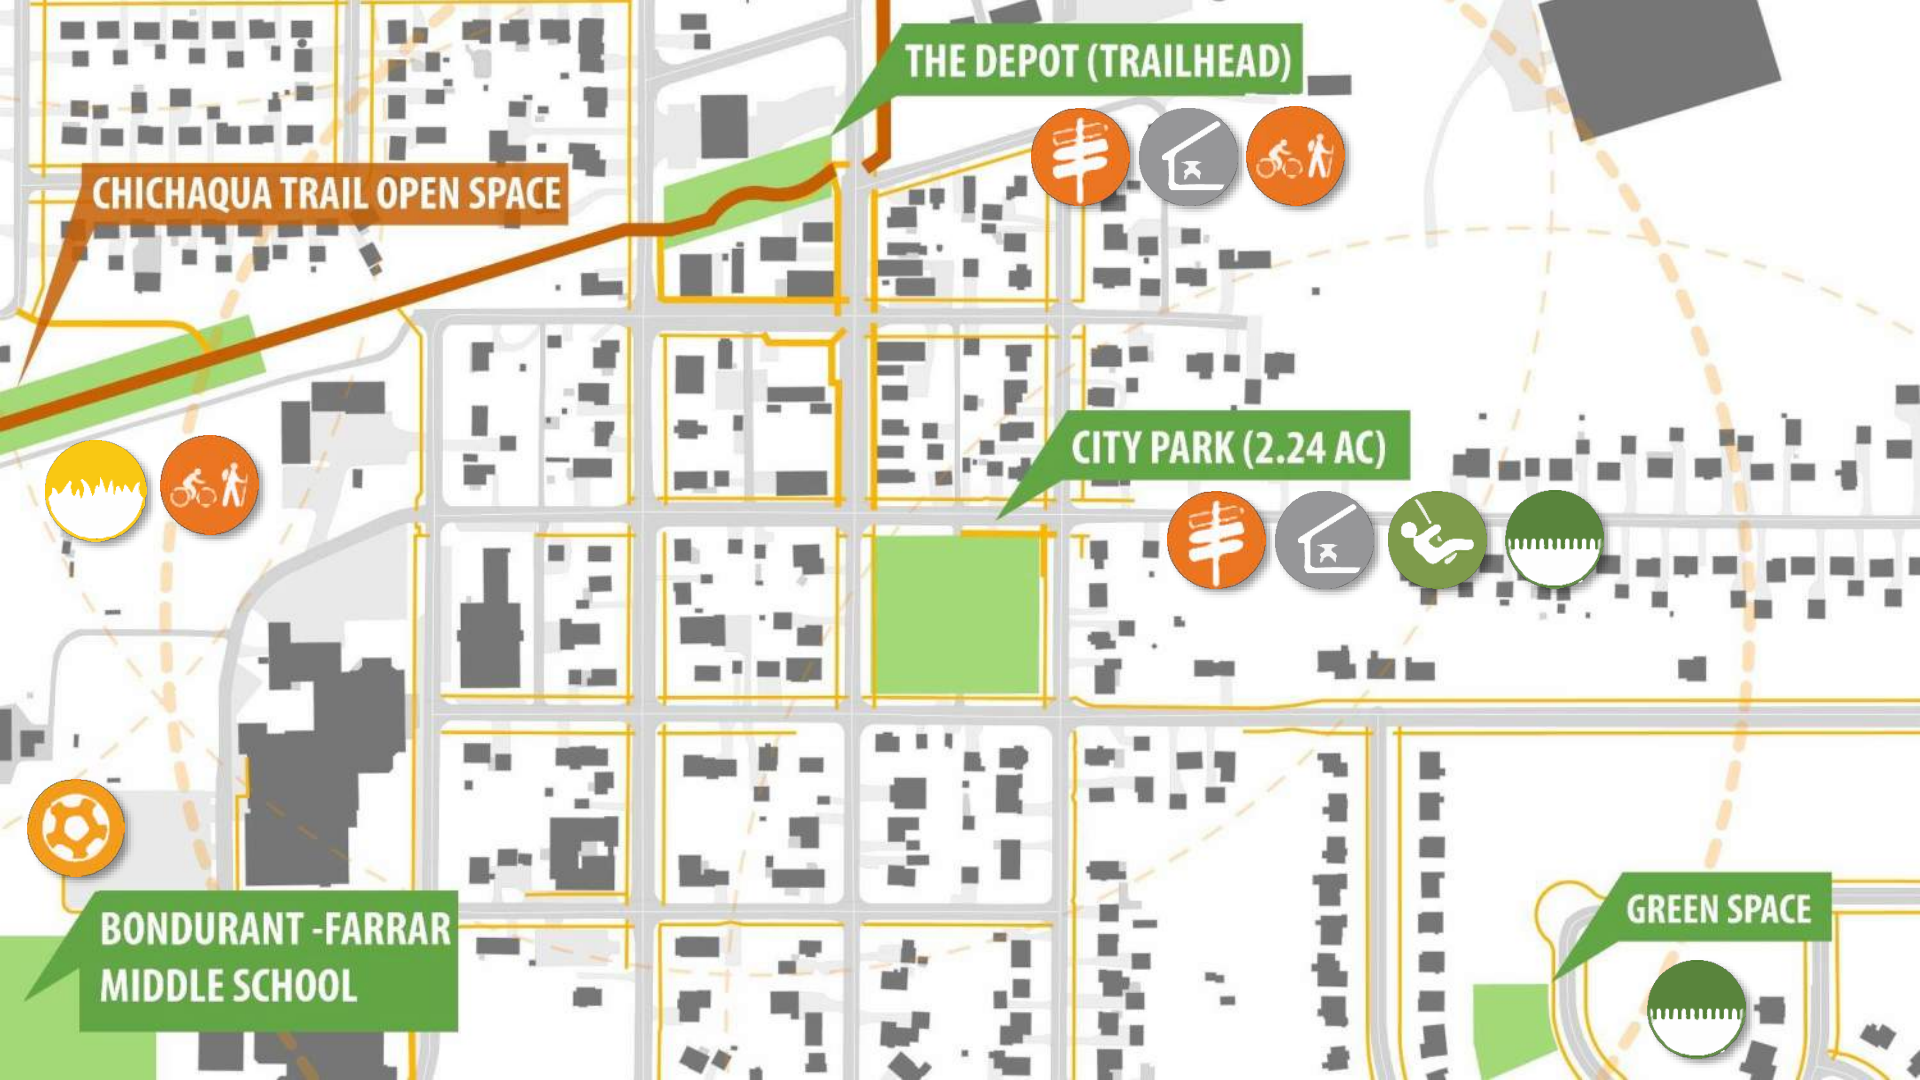 THE DEPOT (TRAILHEAD)
CHICHAQUA TRAIL OPEN SPACE
CITY PARK (2.24 AC)
GREEN SPACE
BONDURANT -FARRAR
MIDDLE SCHOOL